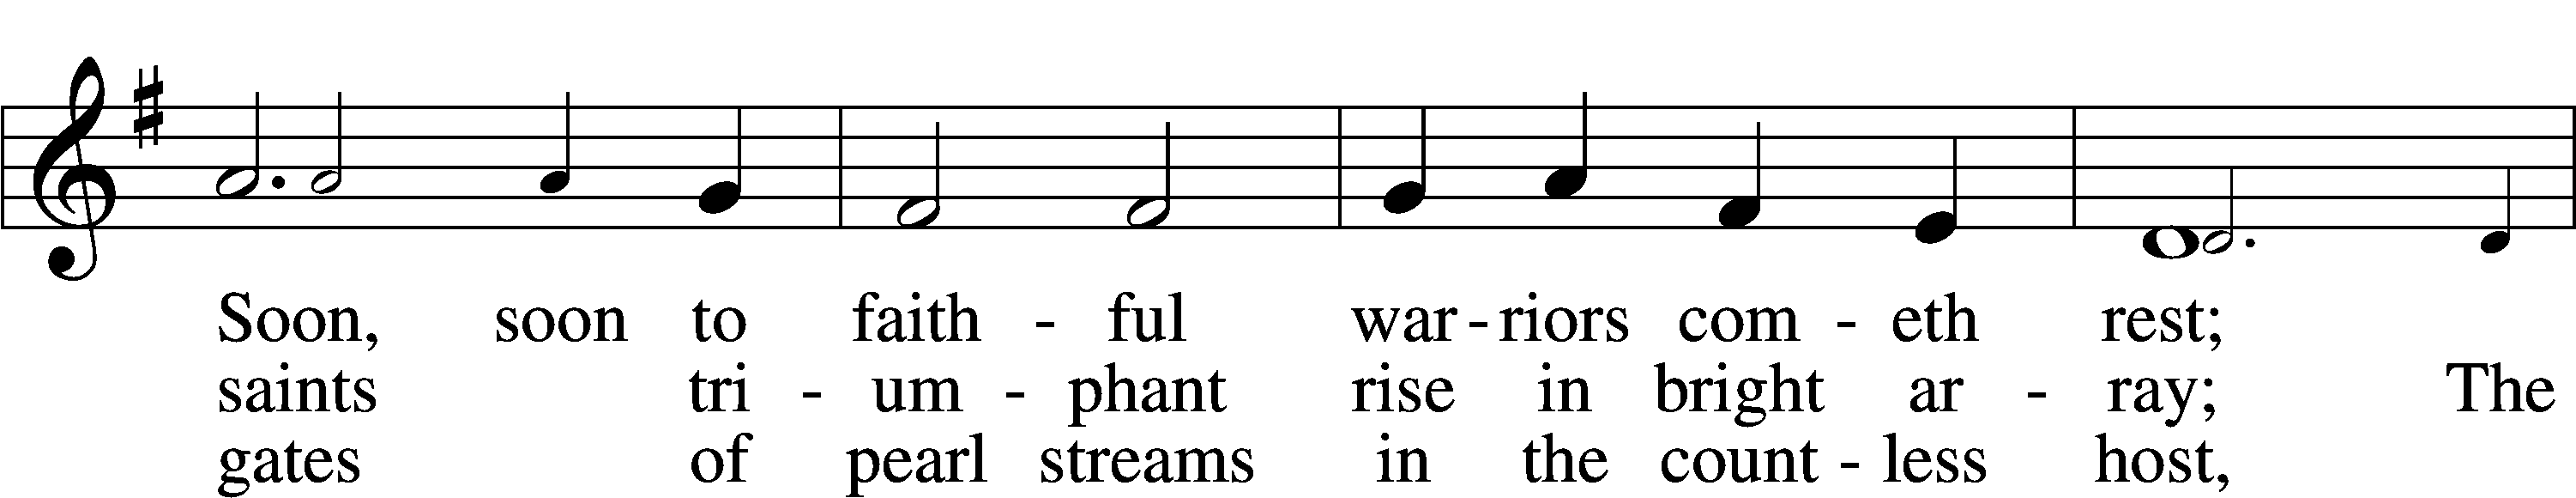 Soon, soon to faith - ful war - riors com - eth rest;
saints tri - um - phant rise in bright ar - ray; The
gates of pearl streams in the count - less host,